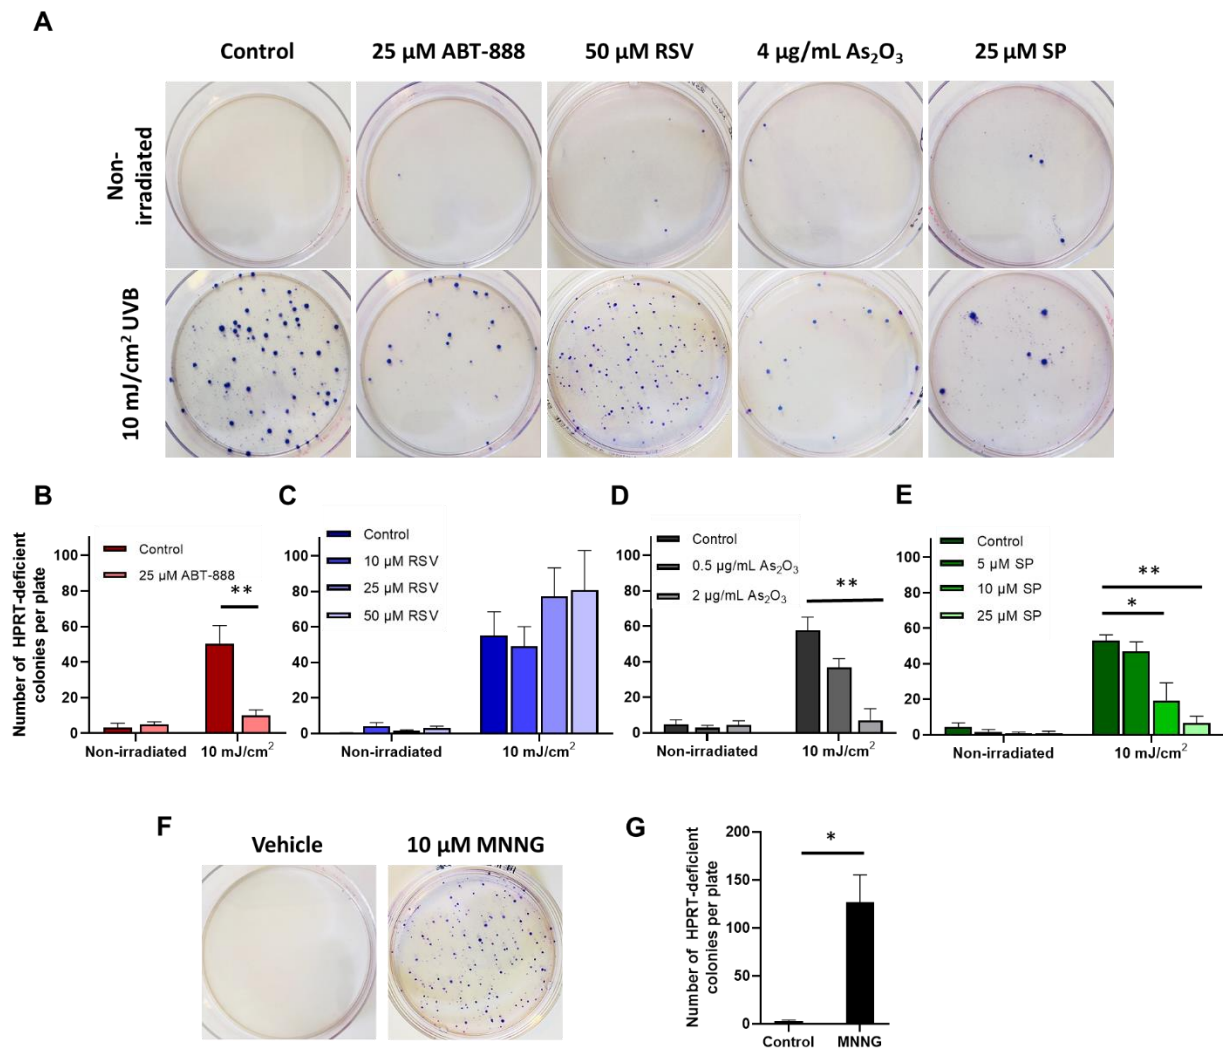 A
Control
25 µM ABT-888
50 µM RSV
4 µg/mL As₂O₃
25 µM SP
Non-
irradiated
10 mJ/cm² UVB
B
Number of HPRT-deficient
colonies per plate
100
80
60
40
20
0
Control
25 µM ABT-888
**
Non-irradiated
10 mJ/cm²
C
100
80
60
40
20
0
Control
10 µM RSV
25 µM RSV
50 µM RSV
Non-irradiated
10 mJ/cm²
D
100
80
60
40
20
0
Control
0.5 µg/mL As₂O₃
2 µg/mL As₂O₃
**
Non-irradiated
10 mJ/cm²
E
100
80
60
40
20
0
Control
5 µM SP
10 µM SP
25 µM SP
**
*
Non-irradiated
10 mJ/cm²
F
Vehicle
10 µM MNNG
G
Number of HPRT-deficient
colonies per plate
200
150
100
50
0
*
Control
MNNG